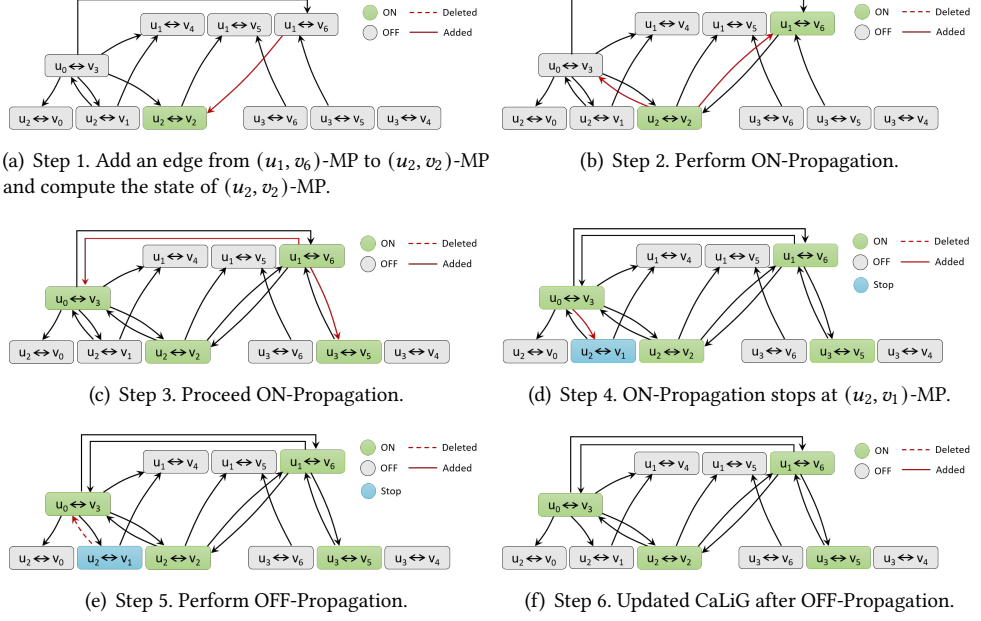 u1 ⇔ v4 u1 ⇔ v5 u1 ⇔ v6
ON Deleted
OFF Added
u0 ⇔ v3
u2 ⇔ v0 u2 ⇔ v1 u2 ⇔ v2 u3 ⇔ v6 u3 ⇔ v5 u3 ⇔ v4
(a) Step 1. Add an edge from (u1, v6)-MP to (u2, v2)-MP
and compute the state of (u2, v2)-MP.
u1 ⇔ v4 u1 ⇔ v5 u1 ⇔ v6
ON Deleted
OFF Added
u0 ⇔ v3
u2 ⇔ v0 u2 ⇔ v1 u2 ⇔ v2 u3 ⇔ v6 u3 ⇔ v5 u3 ⇔ v4
(b) Step 2. Perform ON-Propagation.
u1 ⇔ v4 u1 ⇔ v5 u1 ⇔ v6
ON Deleted
OFF Added
u0 ⇔ v3
u2 ⇔ v0 u2 ⇔ v1 u2 ⇔ v2 u3 ⇔ v6 u3 ⇔ v5 u3 ⇔ v4
(c) Step 3. Proceed ON-Propagation.
u1 ⇔ v4 u1 ⇔ v5 u1 ⇔ v6
ON Deleted
OFF Added
Stop
u0 ⇔ v3
u2 ⇔ v0 u2 ⇔ v1 u2 ⇔ v2 u3 ⇔ v6 u3 ⇔ v5 u3 ⇔ v4
(d) Step 4. ON-Propagation stops at (u2, v1)-MP.
u1 ⇔ v4 u1 ⇔ v5 u1 ⇔ v6
ON Deleted
OFF Added
Stop
u0 ⇔ v3
u2 ⇔ v0 u2 ⇔ v1 u2 ⇔ v2 u3 ⇔ v6 u3 ⇔ v5 u3 ⇔ v4
(e) Step 5. Perform OFF-Propagation.
u1 ⇔ v4 u1 ⇔ v5 u1 ⇔ v6
ON Deleted
OFF Added
u0 ⇔ v3
u2 ⇔ v0 u2 ⇔ v1 u2 ⇔ v2 u3 ⇔ v6 u3 ⇔ v5 u3 ⇔ v4
(f) Step 6. Updated CaLiG after OFF-Propagation.